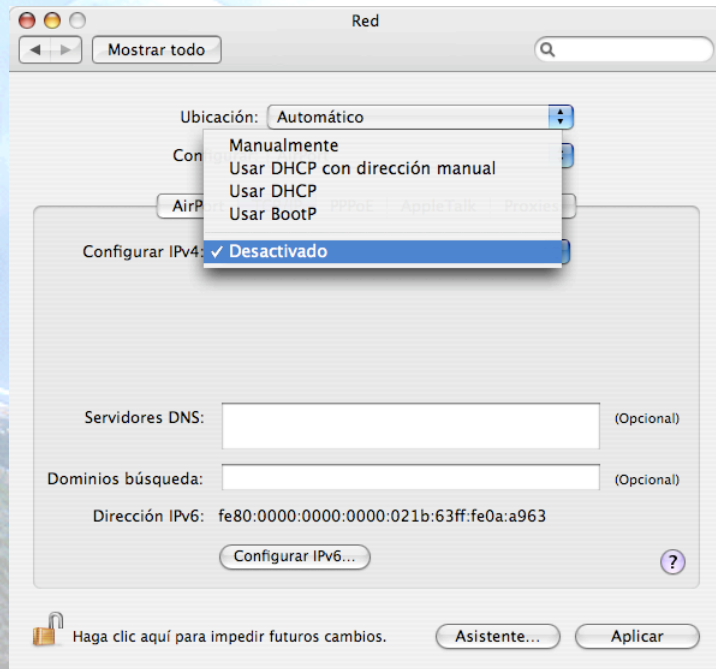 Red
Mostrar todo
Ubicación: Automático
Manualmente
Usar DHCP con dirección manual
Usar DHCP
Usar BootP
PPPoE AppleTalk Proxies
Configurar IPv4: ✓ Desactivado
Servidores DNS: (Opcional)
Dominios búsqueda: (Opcional)
Dirección IPv6: fe80:0000:0000:0000:021b:63ff:fe0a:a963
Configurar IPv6...
?
Haga clic aquí para impedir futuros cambios. Asistente... Aplicar